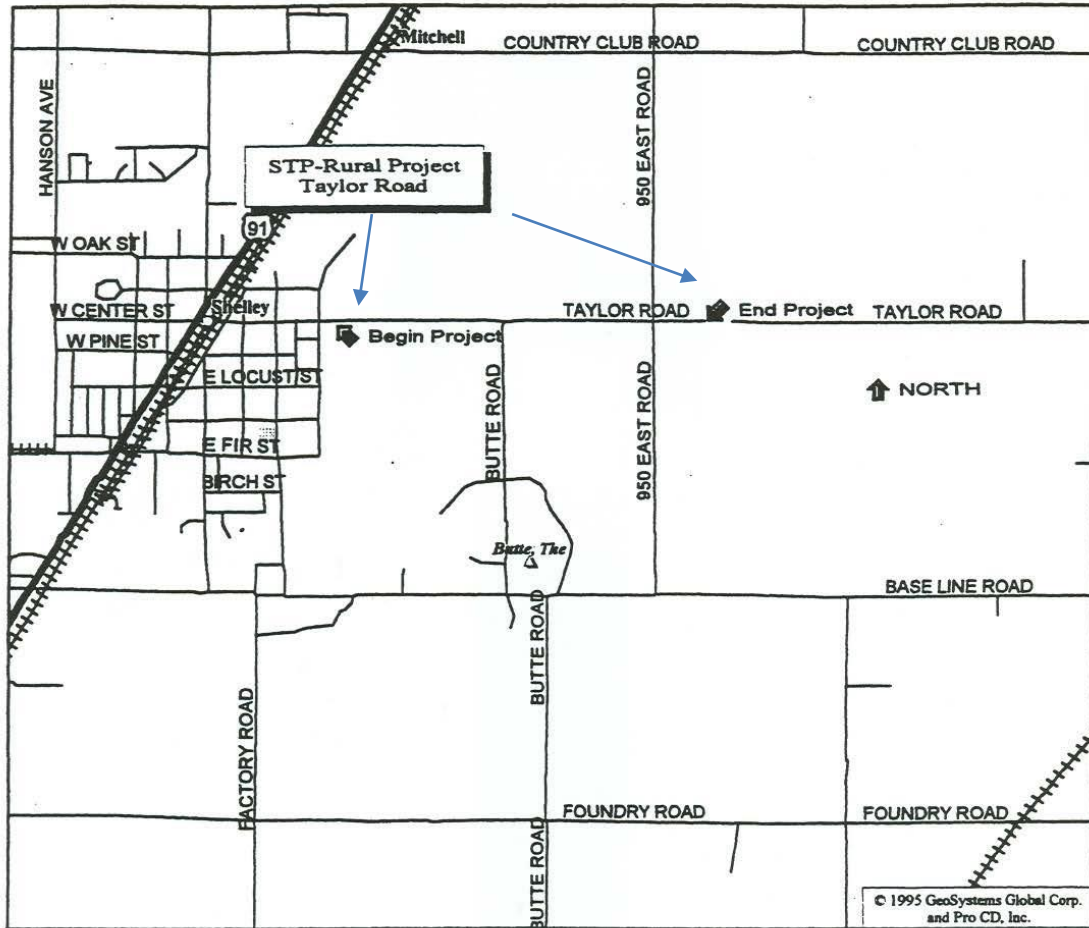 Mitchell
COUNTRY CLUB ROAD
COUNTRY CLUB ROAD
HANSON AVE
950 EAST ROAD
STP-Rural Project
Taylor Road
91
W OAK ST
W CENTER ST
Shelley
TAYLOR ROAD
End Project
TAYLOR ROAD
W PINE ST
Begin Project
E LOCUST ST
NORTH
BUTTE ROAD
950 EAST ROAD
E FIR ST
BIRCH ST
Butte, The
BASE LINE ROAD
BUTTE ROAD
FACTORY ROAD
FOUNDRY ROAD
FOUNDRY ROAD
BUTTE ROAD
© 1995 GeoSystems Global Corp.
and Pro CD, Inc.